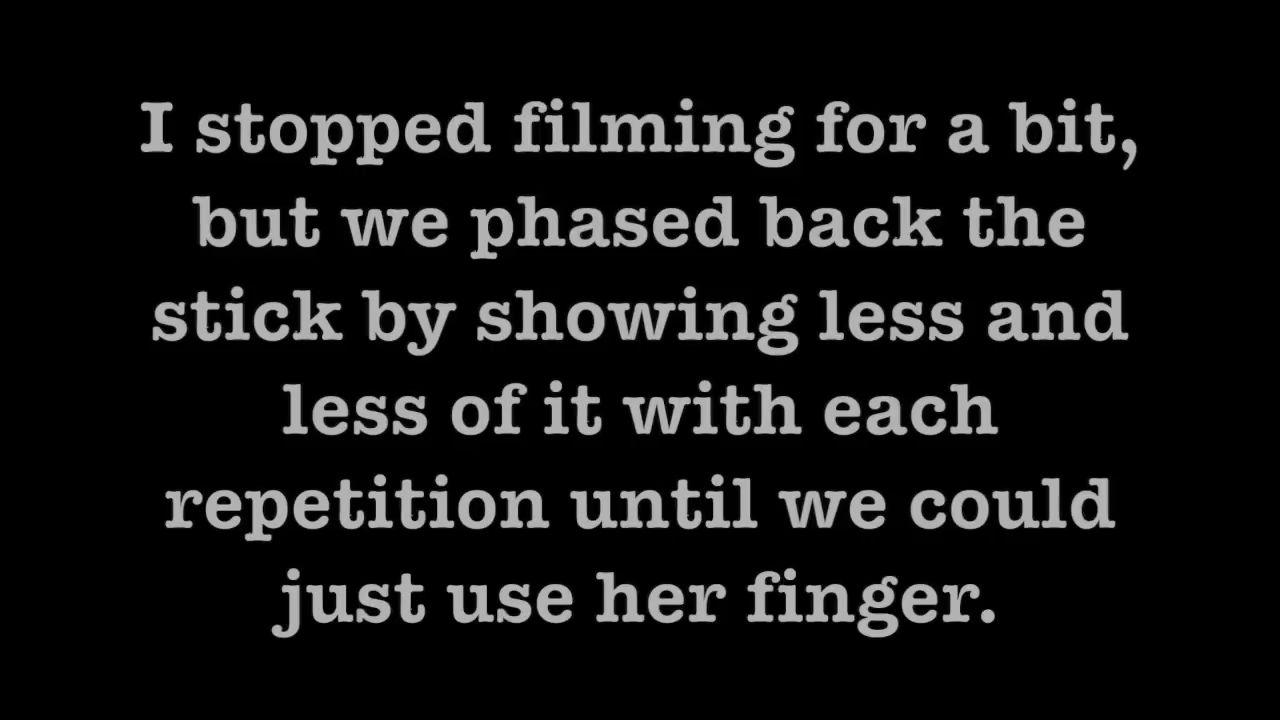 I stopped filming for a bit,
but we phased back the
stick by showing less and
less of it with each
repetition until we could
just use her finger.